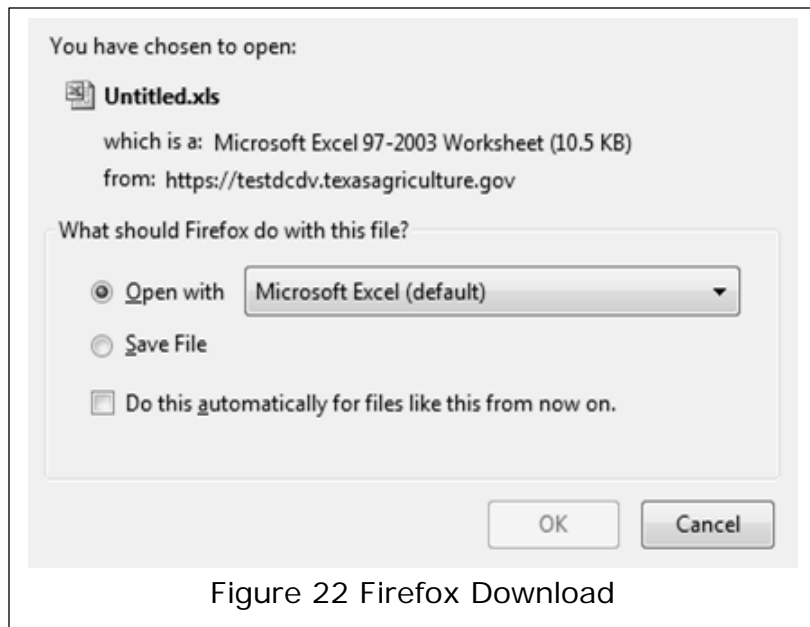 You have chosen to open:
Untitled.xls
which is a: Microsoft Excel 97-2003 Worksheet (10.5 KB)
from: https://testdcdv.texasagriculture.gov
What should Firefox do with this file?
Open with Microsoft Excel (default)
Save File
Do this automatically for files like this from now on.
OK Cancel
Figure 22 Firefox Download